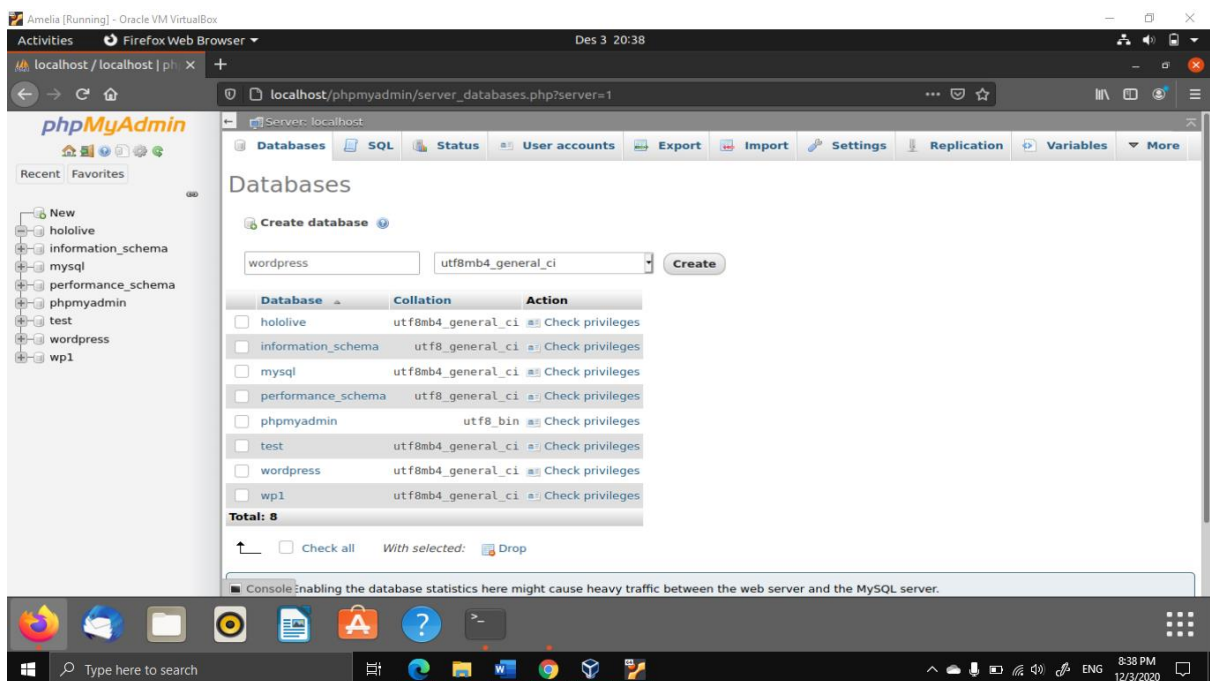 Amelia [Running] - Oracle VM VirtualBox
Activities Firefox Web Browser Des 3 20:38
localhost / localhost | ph
localhost/phpmyadmin/server_databases.php?server=1
phpMyAdmin
Recent Favorites
New
hololive
information_schema
mysql
performance_schema
phpmyadmin
test
wordpress
wp1
Server: localhost
Databases SQL Status User accounts Export Import Settings Replication Variables More
Databases
Create database
wordpress utf8mb4_general_ci Create
Database Collation Action
hololive utf8mb4_general_ci Check privileges
information_schema utf8_general_ci Check privileges
mysql utf8mb4_general_ci Check privileges
performance_schema utf8_general_ci Check privileges
phpmyadmin utf8_bin Check privileges
test utf8mb4_general_ci Check privileges
wordpress utf8mb4_general_ci Check privileges
wp1 utf8mb4_general_ci Check privileges
Total: 8
Check all With selected: Drop
Console Enabling the database statistics here might cause heavy traffic between the web server and the MySQL server.
Type here to search
ENG 8:38 PM
12/3/2020